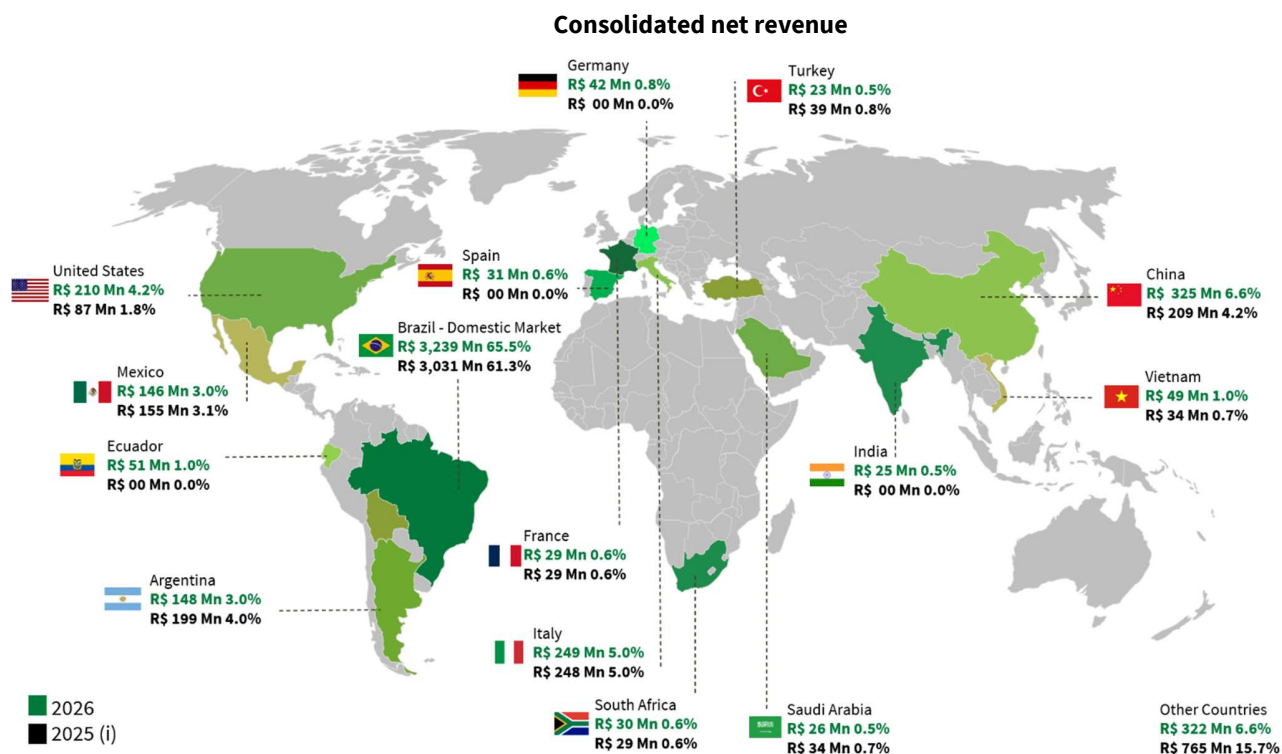 Consolidated net revenue
Germany
R$ 42 Mn 0.8%
R$ 00 Mn 0.0%
Turkey
R$ 23 Mn 0.5%
R$ 39 Mn 0.8%
United States
R$ 210 Mn 4.2%
R$ 87 Mn 1.8%
Spain
R$ 31 Mn 0.6%
R$ 00 Mn 0.0%
China
R$ 325 Mn 6.6%
R$ 209 Mn 4.2%
Brazil - Domestic Market
R$ 3,239 Mn 65.5%
R$ 3,031 Mn 61.3%
Mexico
R$ 146 Mn 3.0%
R$ 155 Mn 3.1%
Vietnam
R$ 49 Mn 1.0%
R$ 34 Mn 0.7%
Ecuador
R$ 51 Mn 1.0%
R$ 00 Mn 0.0%
India
R$ 25 Mn 0.5%
R$ 00 Mn 0.0%
France
R$ 29 Mn 0.6%
R$ 29 Mn 0.6%
Argentina
R$ 148 Mn 3.0%
R$ 199 Mn 4.0%
Italy
R$ 249 Mn 5.0%
R$ 248 Mn 5.0%
South Africa
R$ 30 Mn 0.6%
R$ 29 Mn 0.6%
Saudi Arabia
R$ 26 Mn 0.5%
R$ 34 Mn 0.7%
Other Countries
R$ 322 Mn 6.6%
R$ 765 Mn 15.7%
2026
2025 (i)